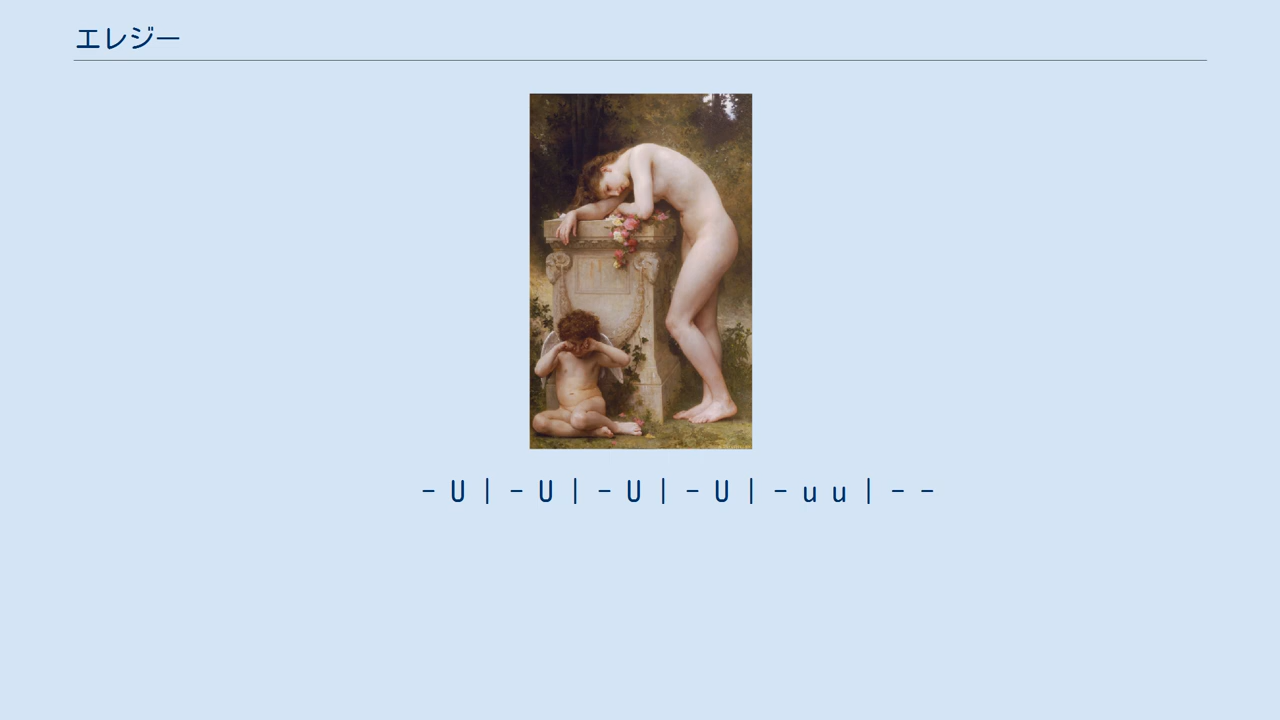 エレジー
– U | – U | – U | – U | – u u | – –